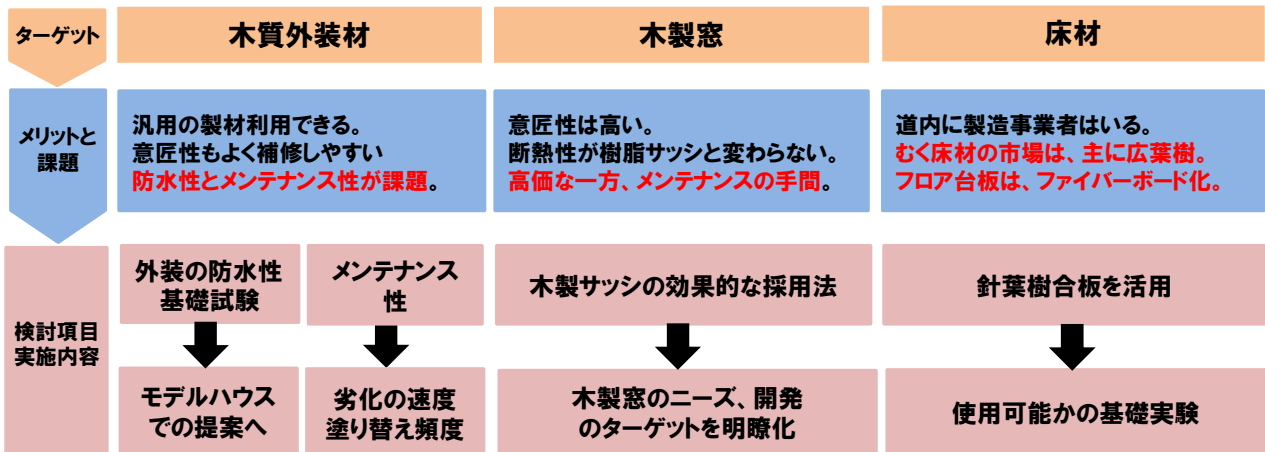 ターゲット
木質外装材
木製窓
床材
メリットと
課題
汎用の製材利用できる。
意匠性もよく補修しやすい
防水性とメンテナンス性が課題。
意匠性は高い。
断熱性が樹脂サッシと変わらない。
高価な一方、メンテナンスの手間。
道内に製造事業者はいる。
むく床材の市場は、主に広葉樹。
フロア台板は、ファイバーボード化。
検討項目
実施内容
外装の防水性
基礎試験
メンテナンス
性
木製サッシの効果的な採用法
針葉樹合板を活用
モデルハウス
での提案へ
劣化の速度
塗り替え頻度
木製窓のニーズ、開発
のターゲットを明瞭化
使用可能かの基礎実験